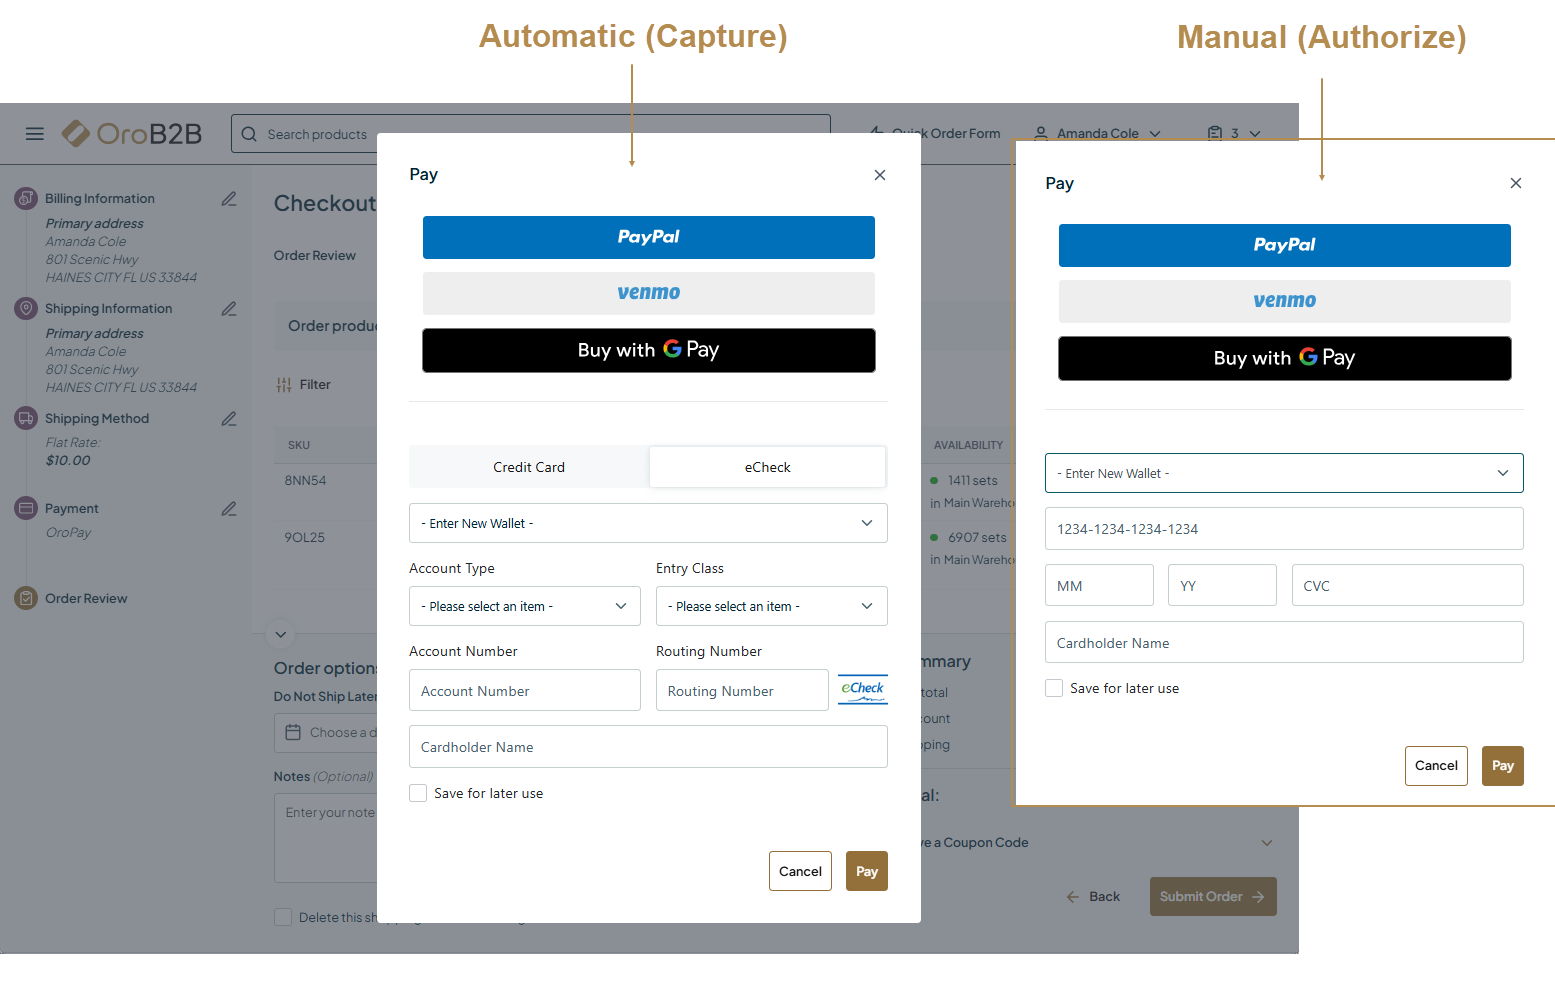 Automatic (Capture)
Manual (Authorize)
OroB2B
Search products
Quick Order Form
Amanda Cole
3
Billing Information
Primary address
Amanda Cole
801 Scenic Hwy
HAINES CITY FL US 33844
Shipping Information
Primary address
Amanda Cole
801 Scenic Hwy
HAINES CITY FL US 33844
Shipping Method
Flat Rate:
$10.00
Payment
OroPay
Order Review
Checkout
Order Review
Order produ
Filter
SKU
AVAILABILITY
8NN54
1411 sets
in Main Wareho
9OL25
6907 sets
in Main Wareho
Order options
Do Not Ship Later
Choose a d
Notes (Optional)
Enter your note
Delete this sh
mmary
total
count
pping
al:
ve a Coupon Code
Back
Submit Order
Pay
PayPal
venmo
Buy with G Pay
Credit Card
eCheck
- Enter New Wallet -
Account Type
Entry Class
- Please select an item -
- Please select an item -
Account Number
Routing Number
Account Number
Routing Number
eCheck
Cardholder Name
Save for later use
Cancel
Pay
Pay
PayPal
venmo
Buy with G Pay
- Enter New Wallet -
1234-1234-1234-1234
MM
YY
CVC
Cardholder Name
Save for later use
Cancel
Pay